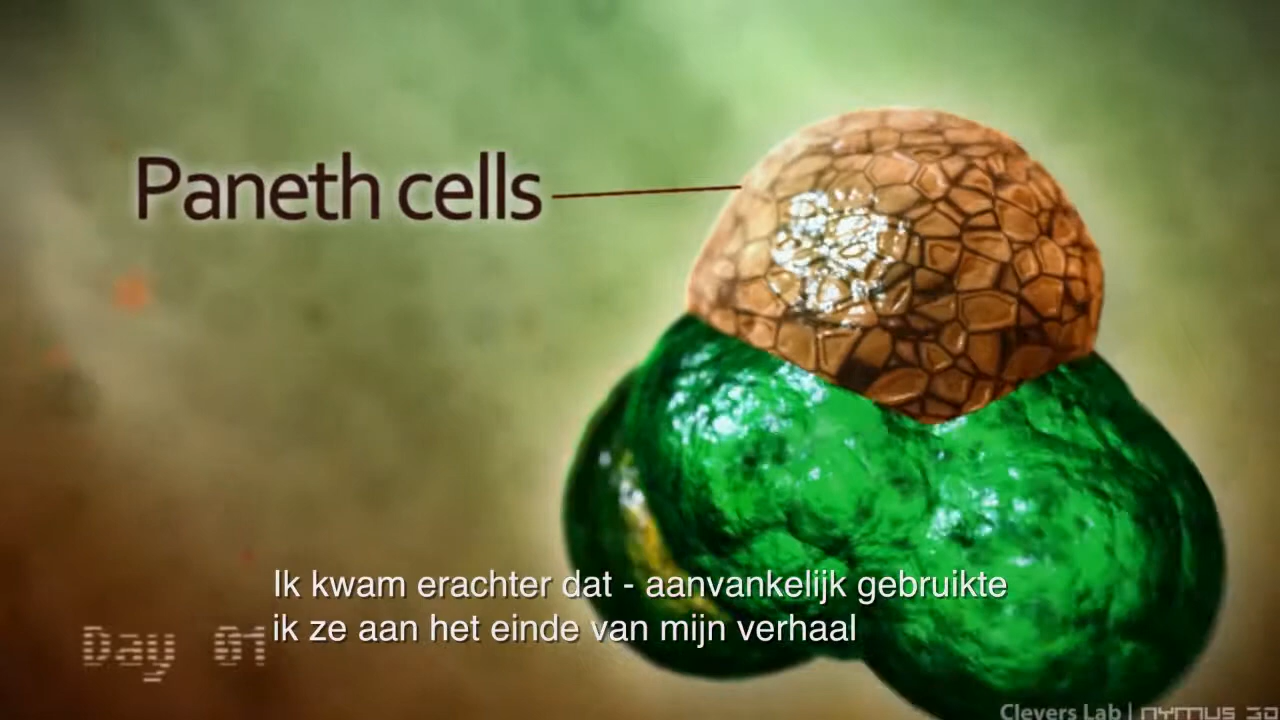 Paneth cells
Ik kwam erachter dat - aanvankelijk gebruikte
ik ze aan het einde van mijn verhaal
Day 01
Clevers Lab | nymus 3D